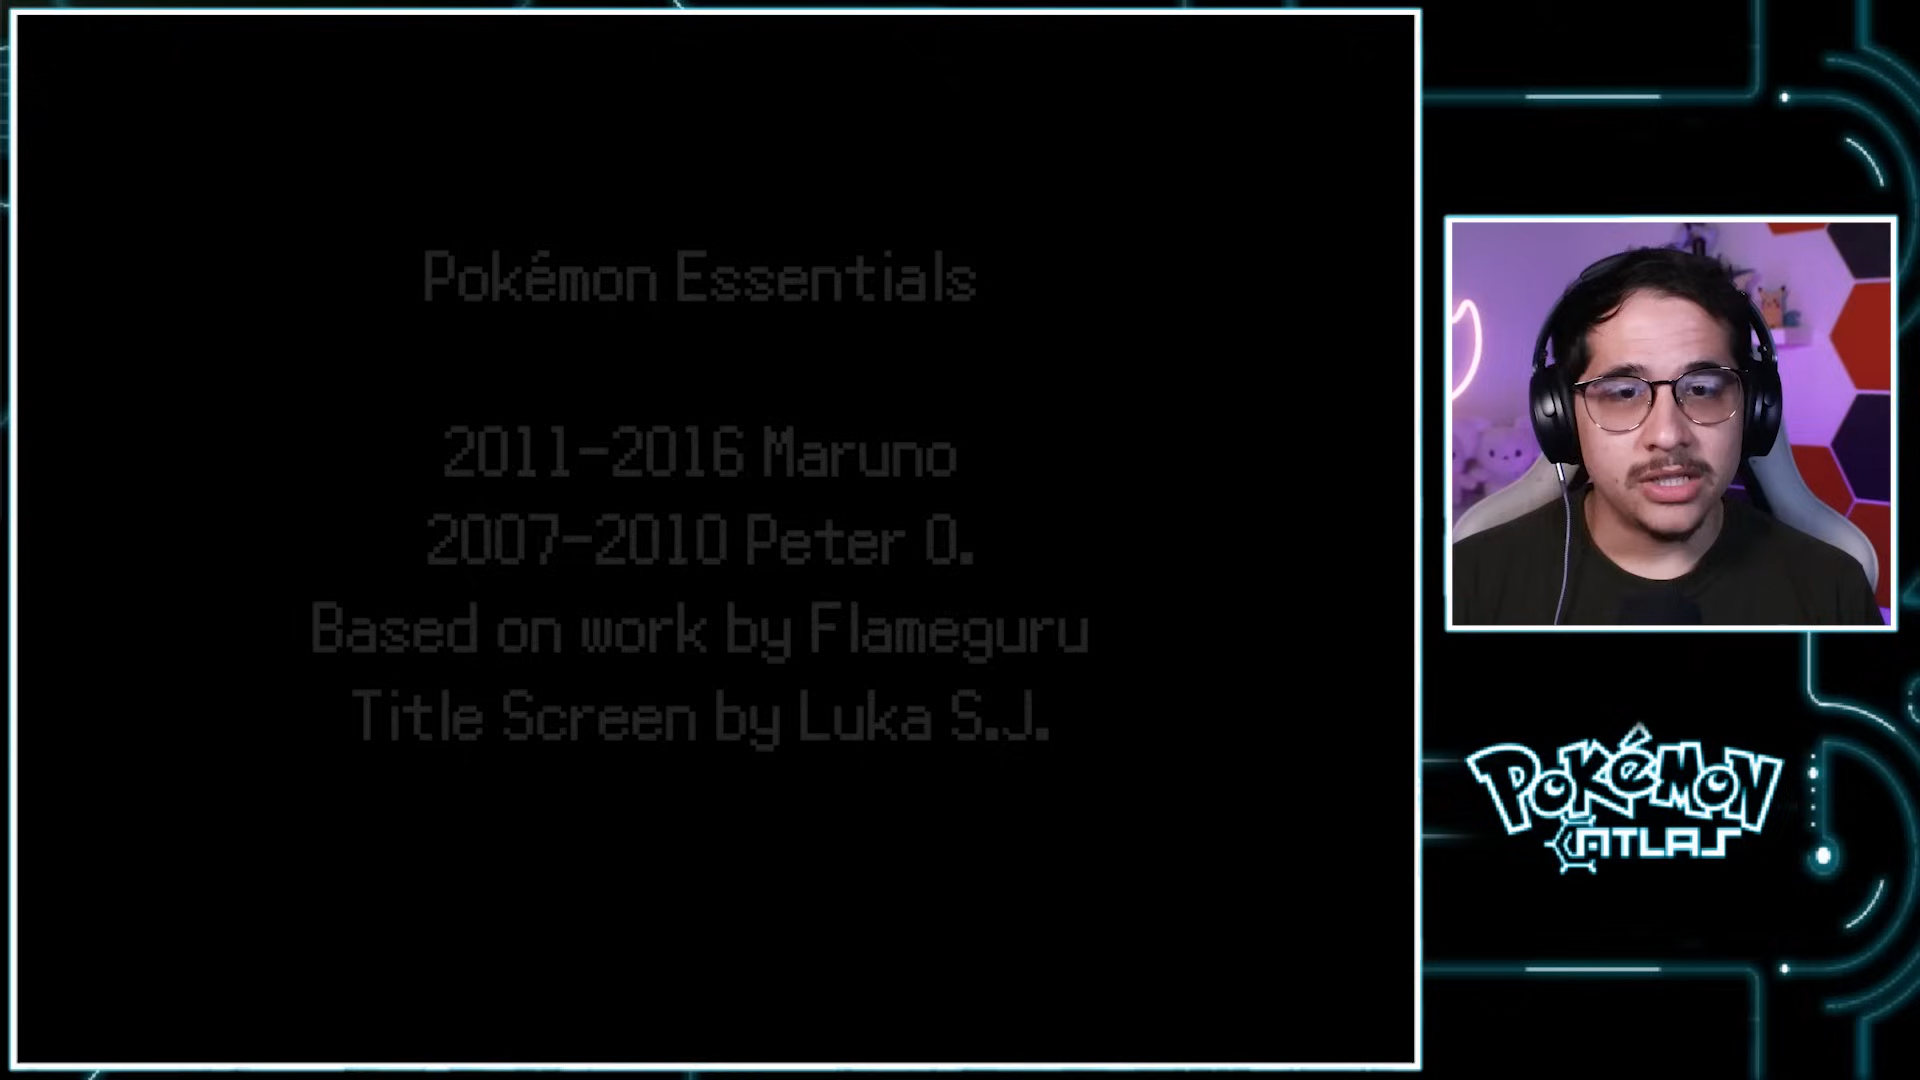 Pokémon Essentials
2011-2016 Maruno
2007-2010 Peter O.
Based on work by Flameguru
Title Screen by Luka S.J.
POKéMON
ATLAS